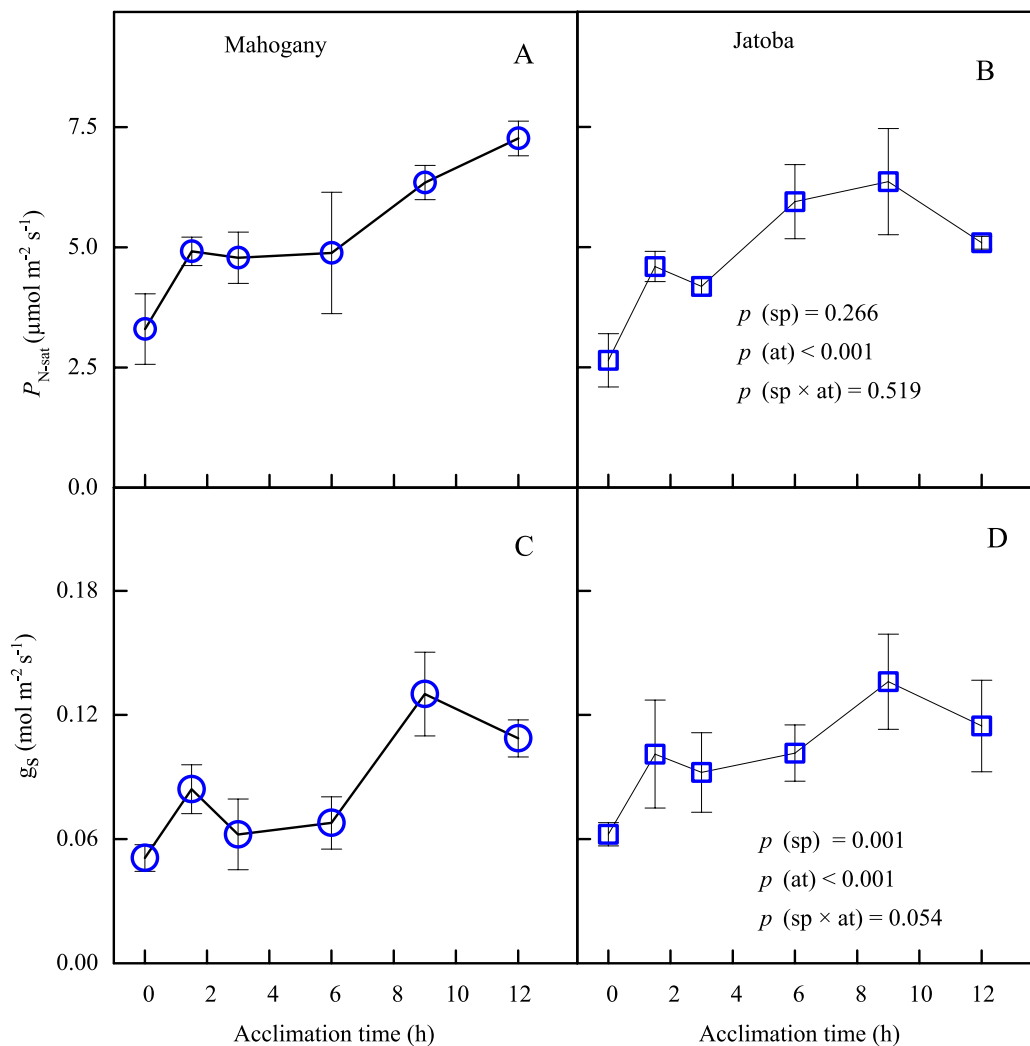 Mahogany
A
Jatoba
B
7.5
5.0
2.5
0.0
P N-sat (µmol m⁻² s⁻¹)
p (sp) = 0.266
p (at) < 0.001
p (sp × at) = 0.519
0 2 4 6 8 10 12
0 2 4 6 8 10 12
C
D
0.18
0.12
0.06
0.00
gs (mol m⁻² s⁻¹)
p (sp) = 0.001
p (at) < 0.001
p (sp × at) = 0.054
Acclimation time (h)
Acclimation time (h)